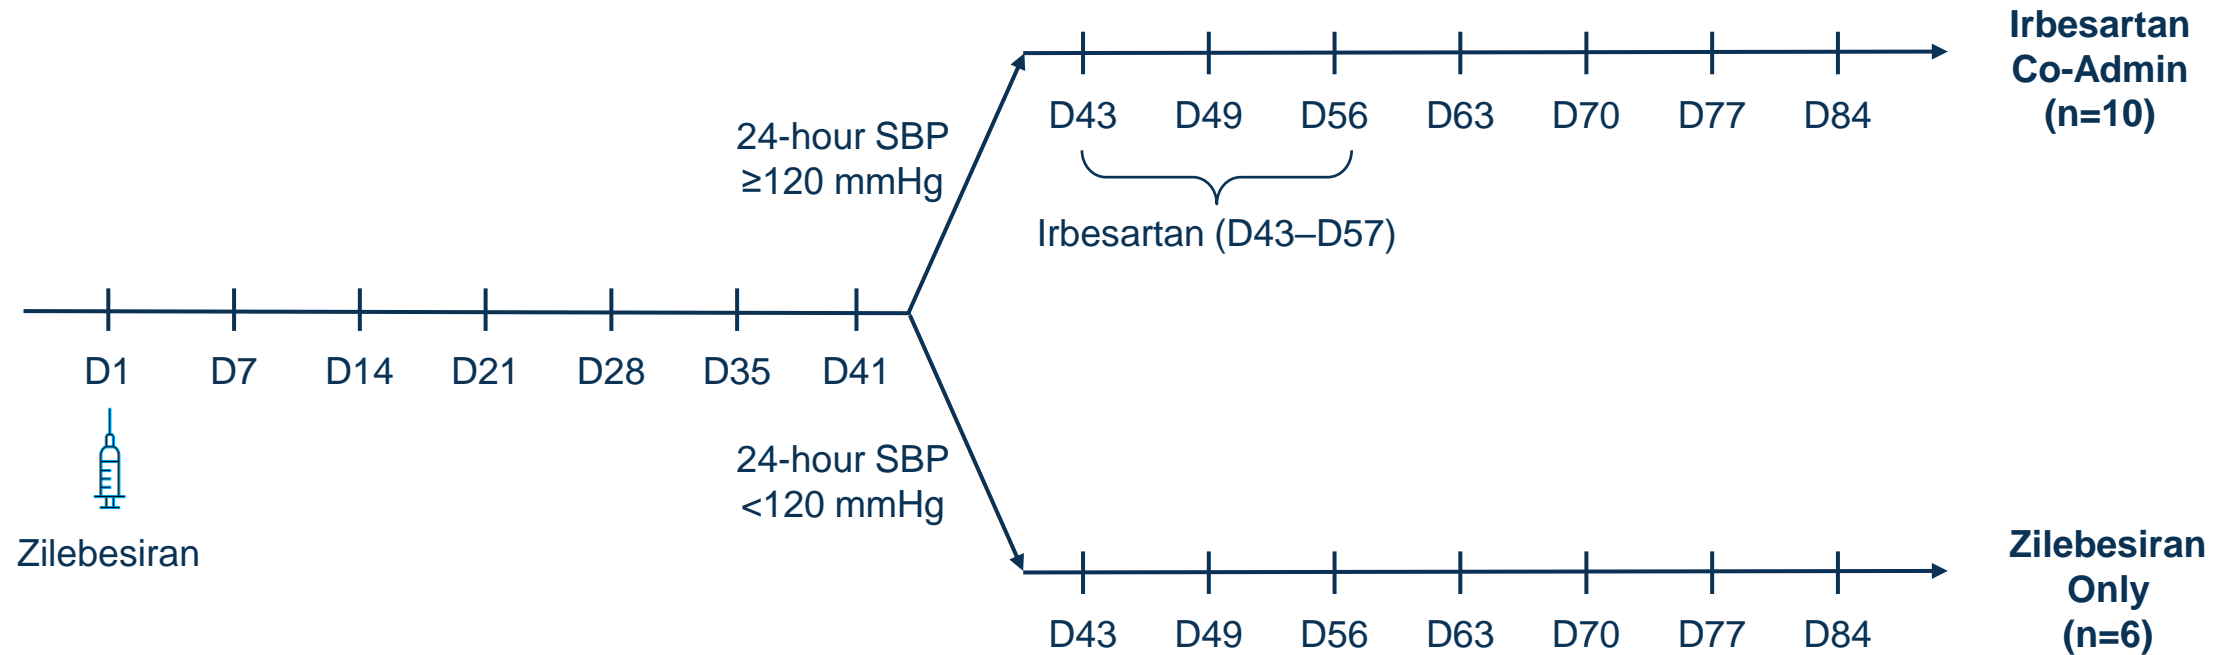 Irbesartan
Co-Admin
(n=10)
D43 D49 D56 D63 D70 D77 D84
24-hour SBP
≥120 mmHg
Irbesartan (D43–D57)
D1 D7 D14 D21 D28 D35 D41
Zilebesiran
24-hour SBP
<120 mmHg
D43 D49 D56 D63 D70 D77 D84
Zilebesiran
Only
(n=6)